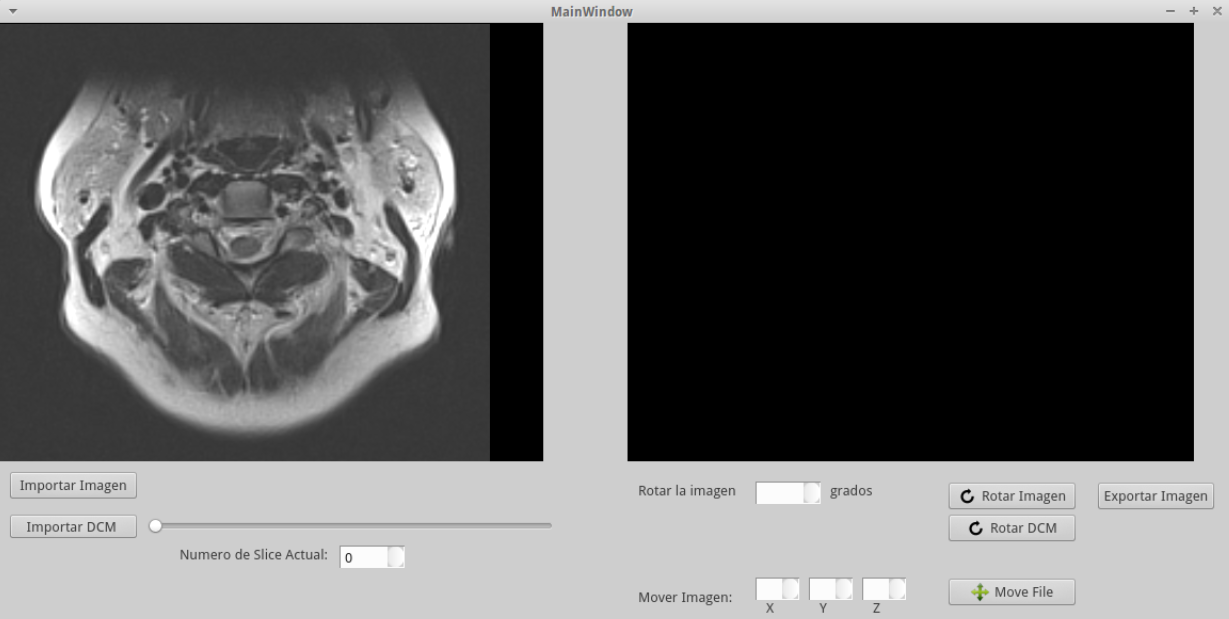 MainWindow
Importar Imagen
Importar DCM
Numero de Slice Actual: 0
Rotar la imagen grados
Rotar Imagen
Exportar Imagen
Rotar DCM
Mover Imagen:
X Y Z
Move File